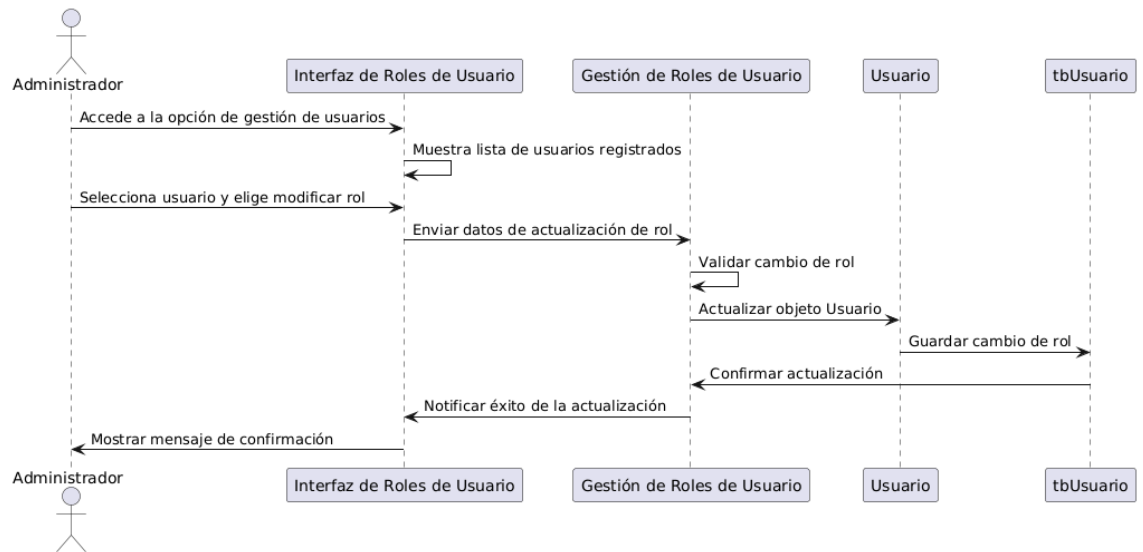 Administrador
Interfaz de Roles de Usuario
Gestión de Roles de Usuario
Usuario
tbUsuario
Accede a la opción de gestión de usuarios
Muestra lista de usuarios registrados
Selecciona usuario y elige modificar rol
Enviar datos de actualización de rol
Validar cambio de rol
Actualizar objeto Usuario
Guardar cambio de rol
Confirmar actualización
Notificar éxito de la actualización
Mostrar mensaje de confirmación
Administrador
Interfaz de Roles de Usuario
Gestión de Roles de Usuario
Usuario
tbUsuario